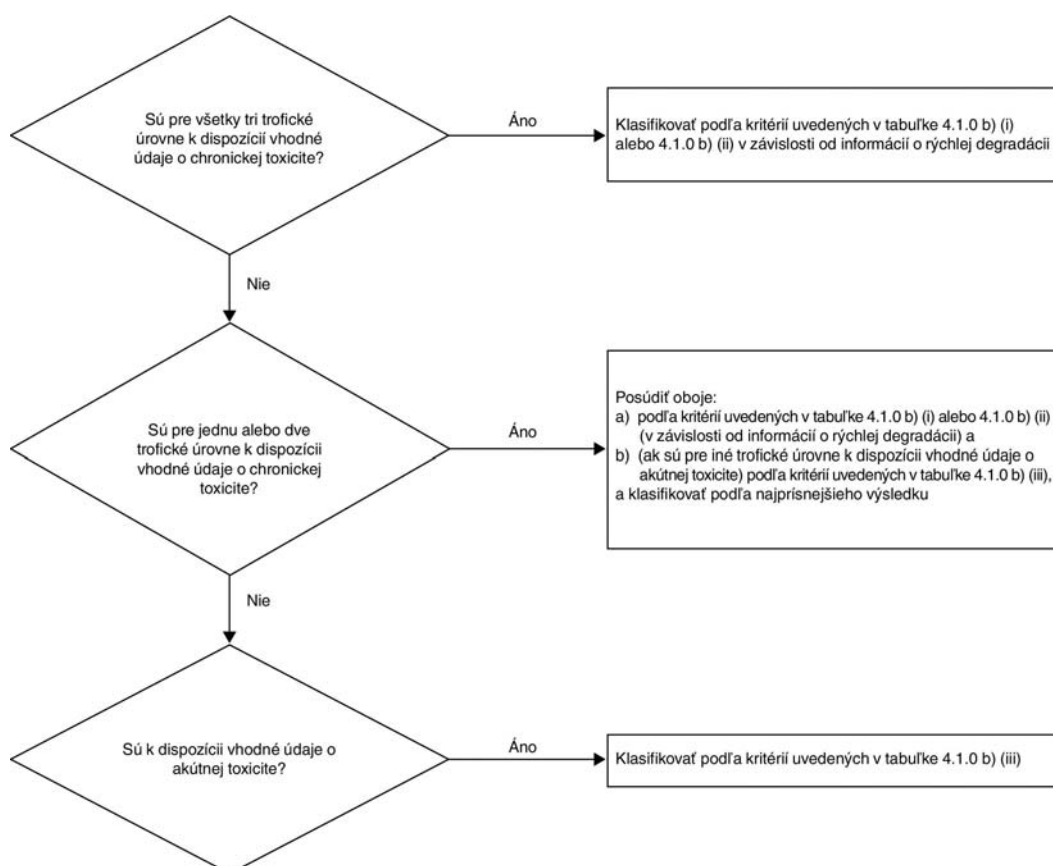 Sú pre všetky tri trofické
úrovne k dispozícií vhodné
údaje o chronickej toxicite?
Áno
Klasifikovať podľa kritérií uvedených v tabuľke 4.1.0 b) (i)
alebo 4.1.0 b) (ii) v závislosti od informácií o rýchlej degradácii
Nie
Sú pre jednu alebo dve
trofické úrovne k dispozícii
vhodné údaje o chronickej
toxicite?
Áno
Posúdiť oboje:
a) podľa kritérií uvedených v tabuľke 4.1.0 b) (i) alebo 4.1.0 b) (ii)
(v závislosti od informácií o rýchlej degradácii) a
b) (ak sú pre iné trofické úrovne k dispozícii vhodné údaje o
akútnej toxicite) podľa kritérií uvedených v tabuľke 4.1.0 b) (iii),
a klasifikovať podľa najprísnejšieho výsledku
Nie
Sú k dispozícii vhodné údaje o
akútnej toxicite?
Áno
Klasifikovať podľa kritérií uvedených v tabuľke 4.1.0 b) (iii)